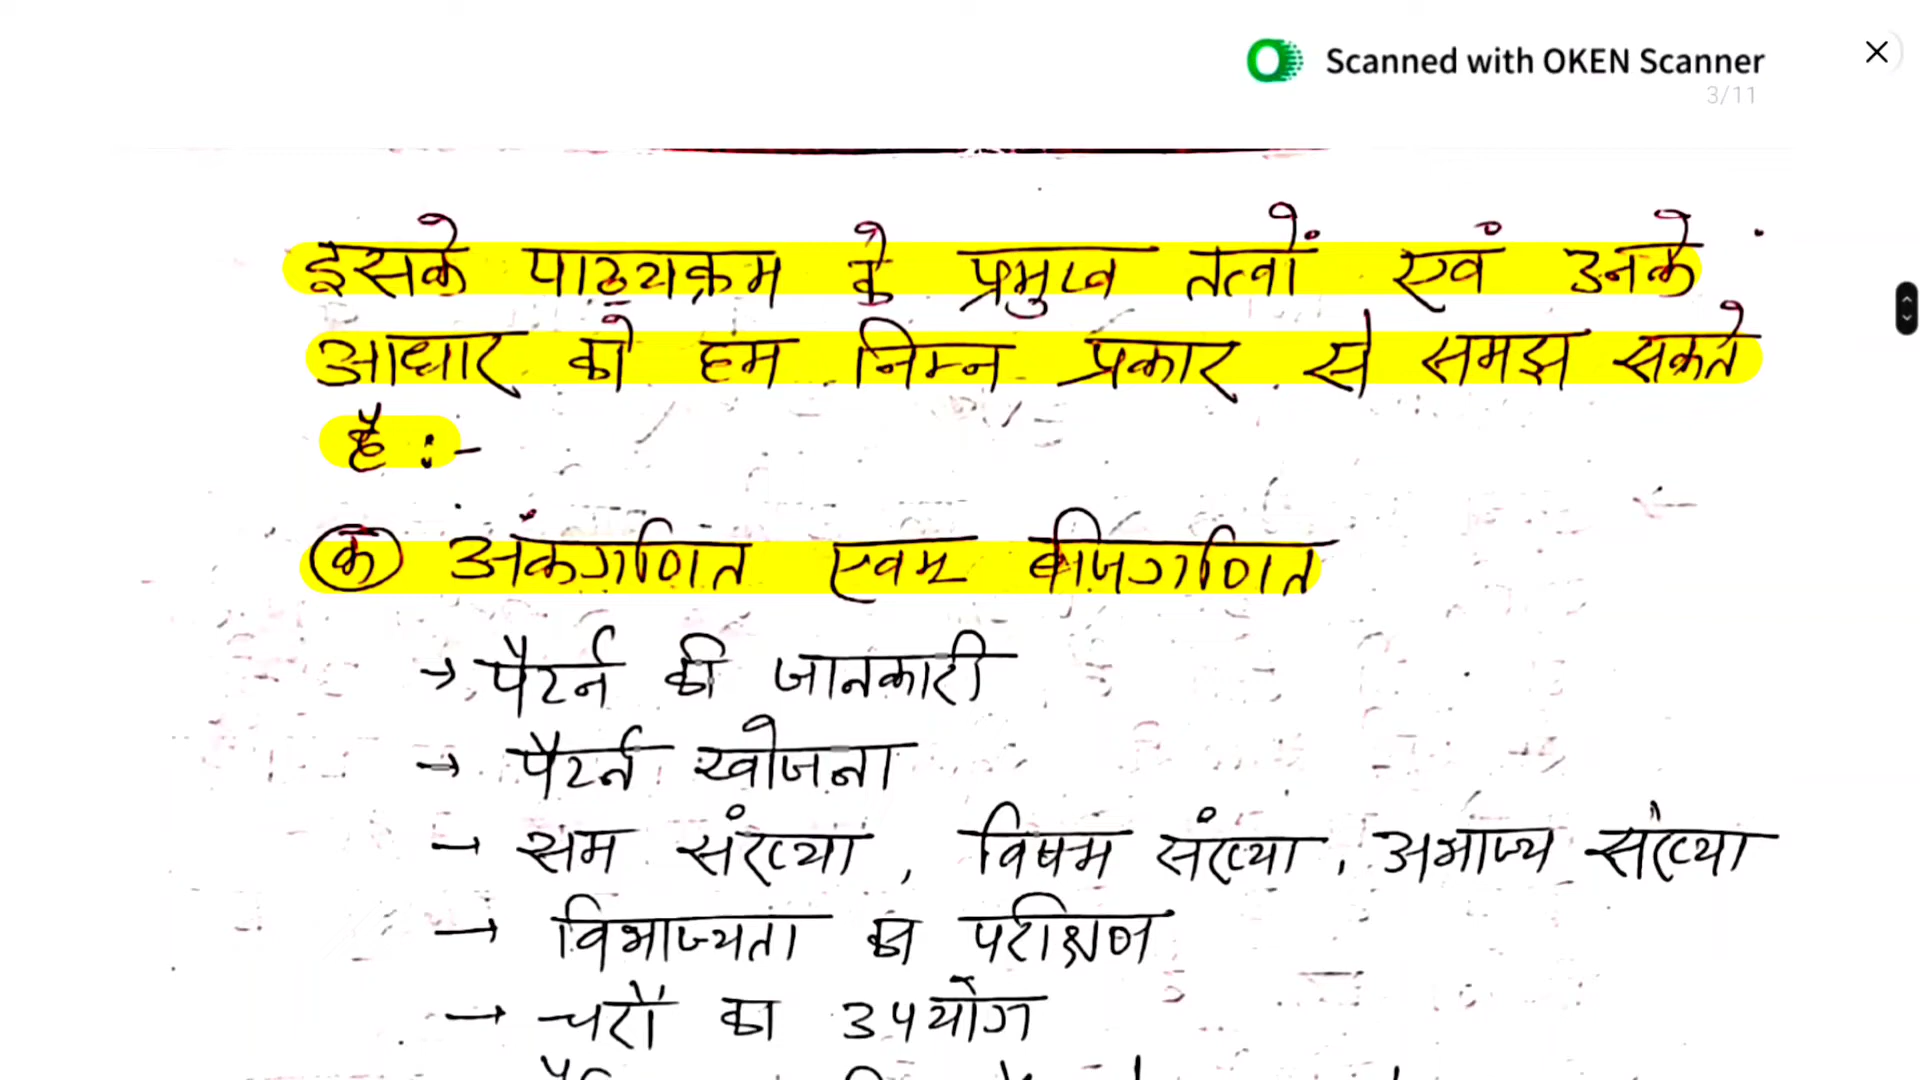 Scanned with OKEN Scanner
3/11
इसके पाठ्यक्रम के प्रमुख तत्वों एवं उनके
आधार को हम निम्न प्रकार से समझ सकते
है :-
(क) अंकगणित एवम बीजगणित
→ पैटर्न की जानकारी
→ पैटर्न खोजना
→ सम संख्या, विषम संख्या, अभाज्य संख्या
→ विभाज्यता का परीक्षण
→ चरों का उपयोग